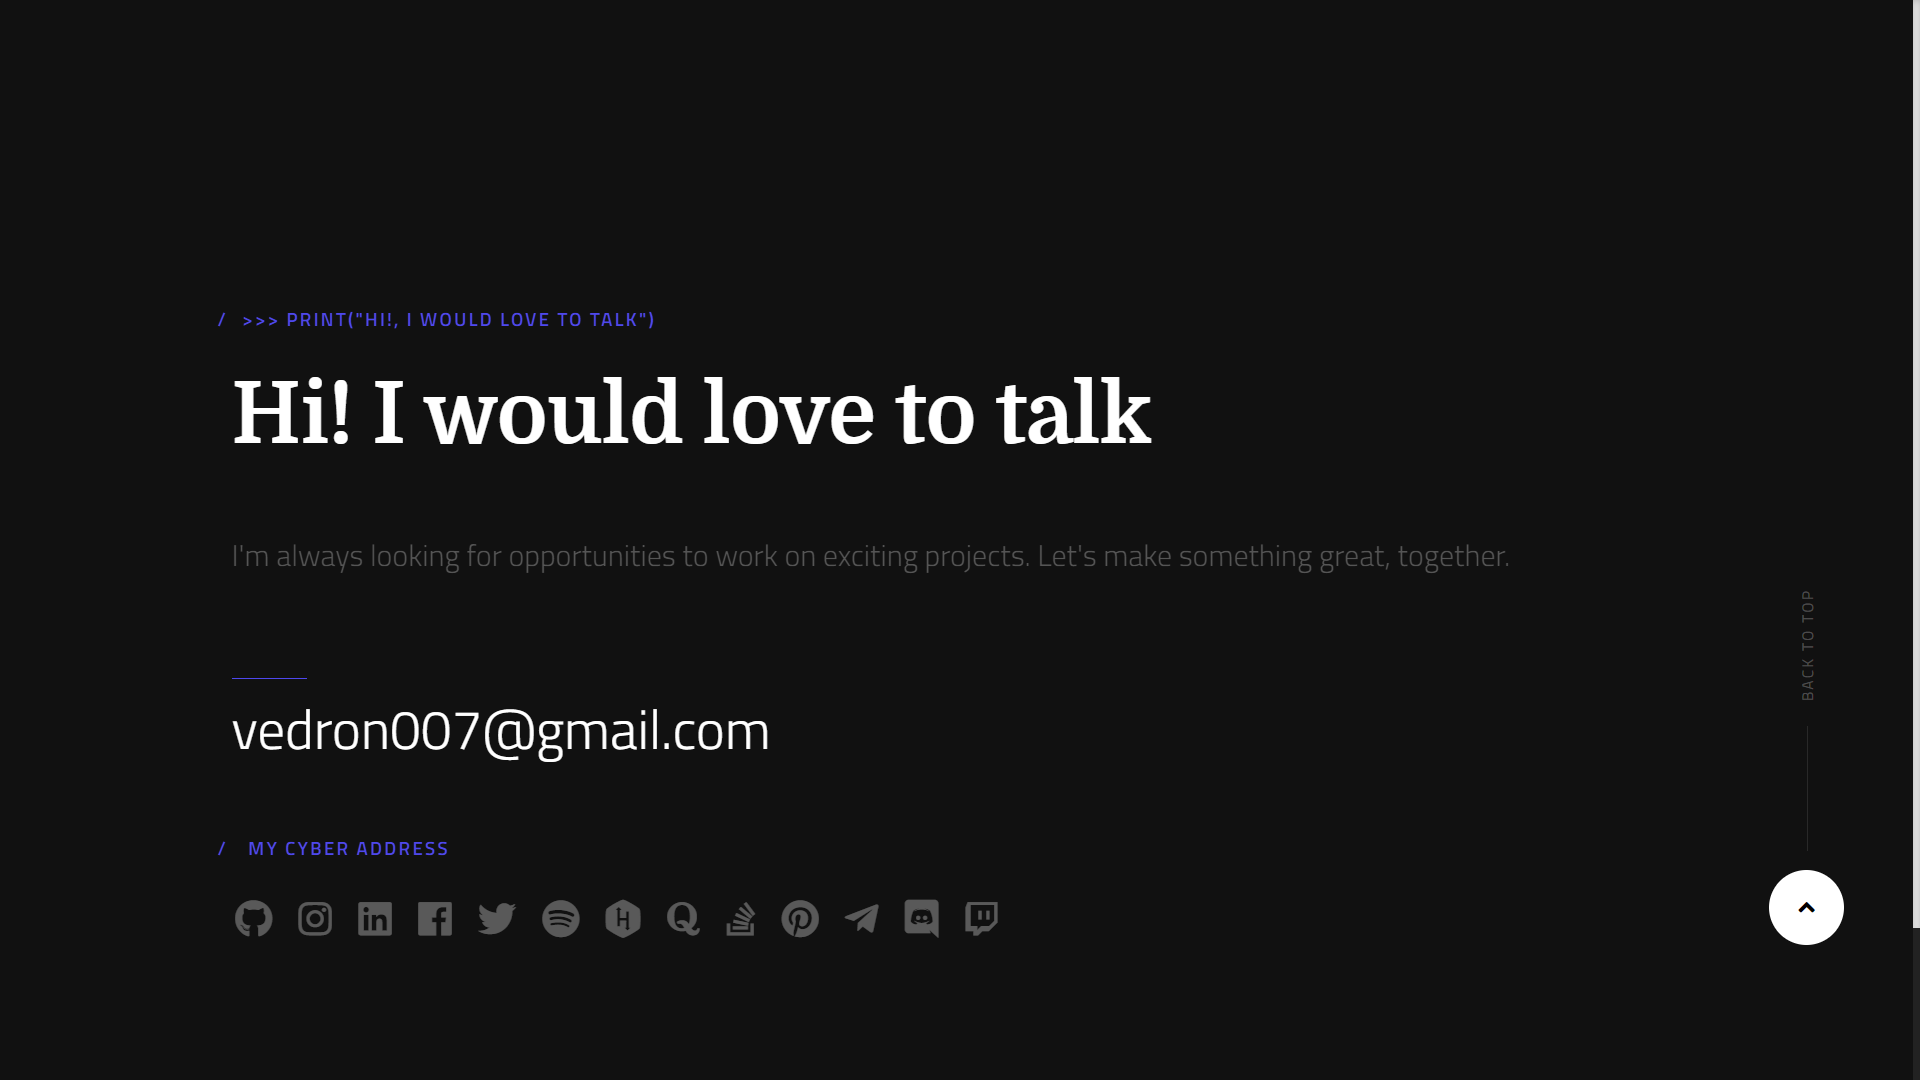 / >>> PRINT("HI!, I WOULD LOVE TO TALK")
Hi! I would love to talk
I'm always looking for opportunities to work on exciting projects. Let's make something great, together.
BACK TO TOP
vedron007@gmail.com
/ MY CYBER ADDRESS